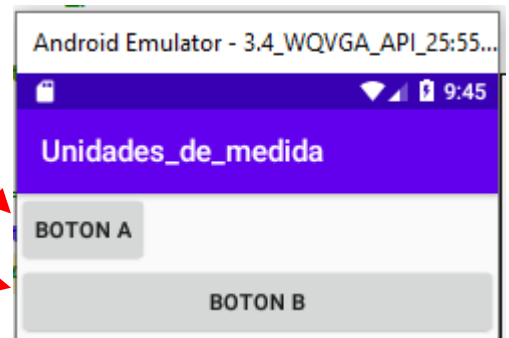 Android Emulator - 3.4_WQVGA_API_25:55...
9:45
Unidades_de_medida
BOTON A
BOTON B